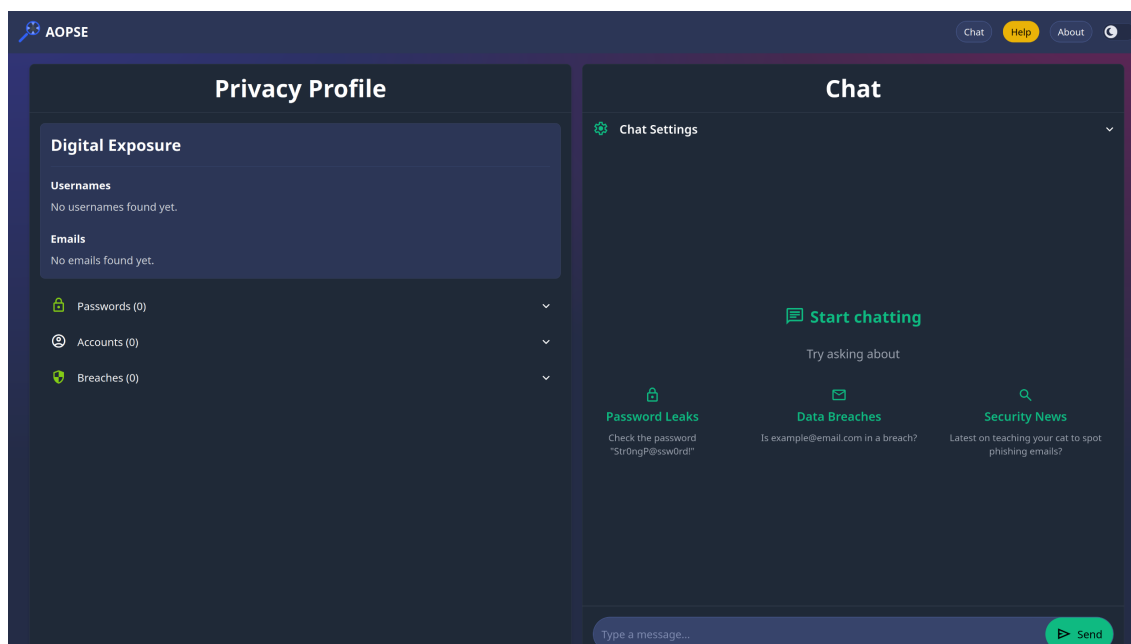 AOPSE
Chat
Help
About
Privacy Profile
Digital Exposure
Usernames
No usernames found yet.
Emails
No emails found yet.
Passwords (0)
Accounts (0)
Breaches (0)
Chat
Chat Settings
Start chatting
Try asking about
Password Leaks
Check the password
"Str0ngP@ssw0rd!"
Data Breaches
Is example@email.com in a breach?
Security News
Latest on teaching your cat to spot
phishing emails?
Type a message...
Send